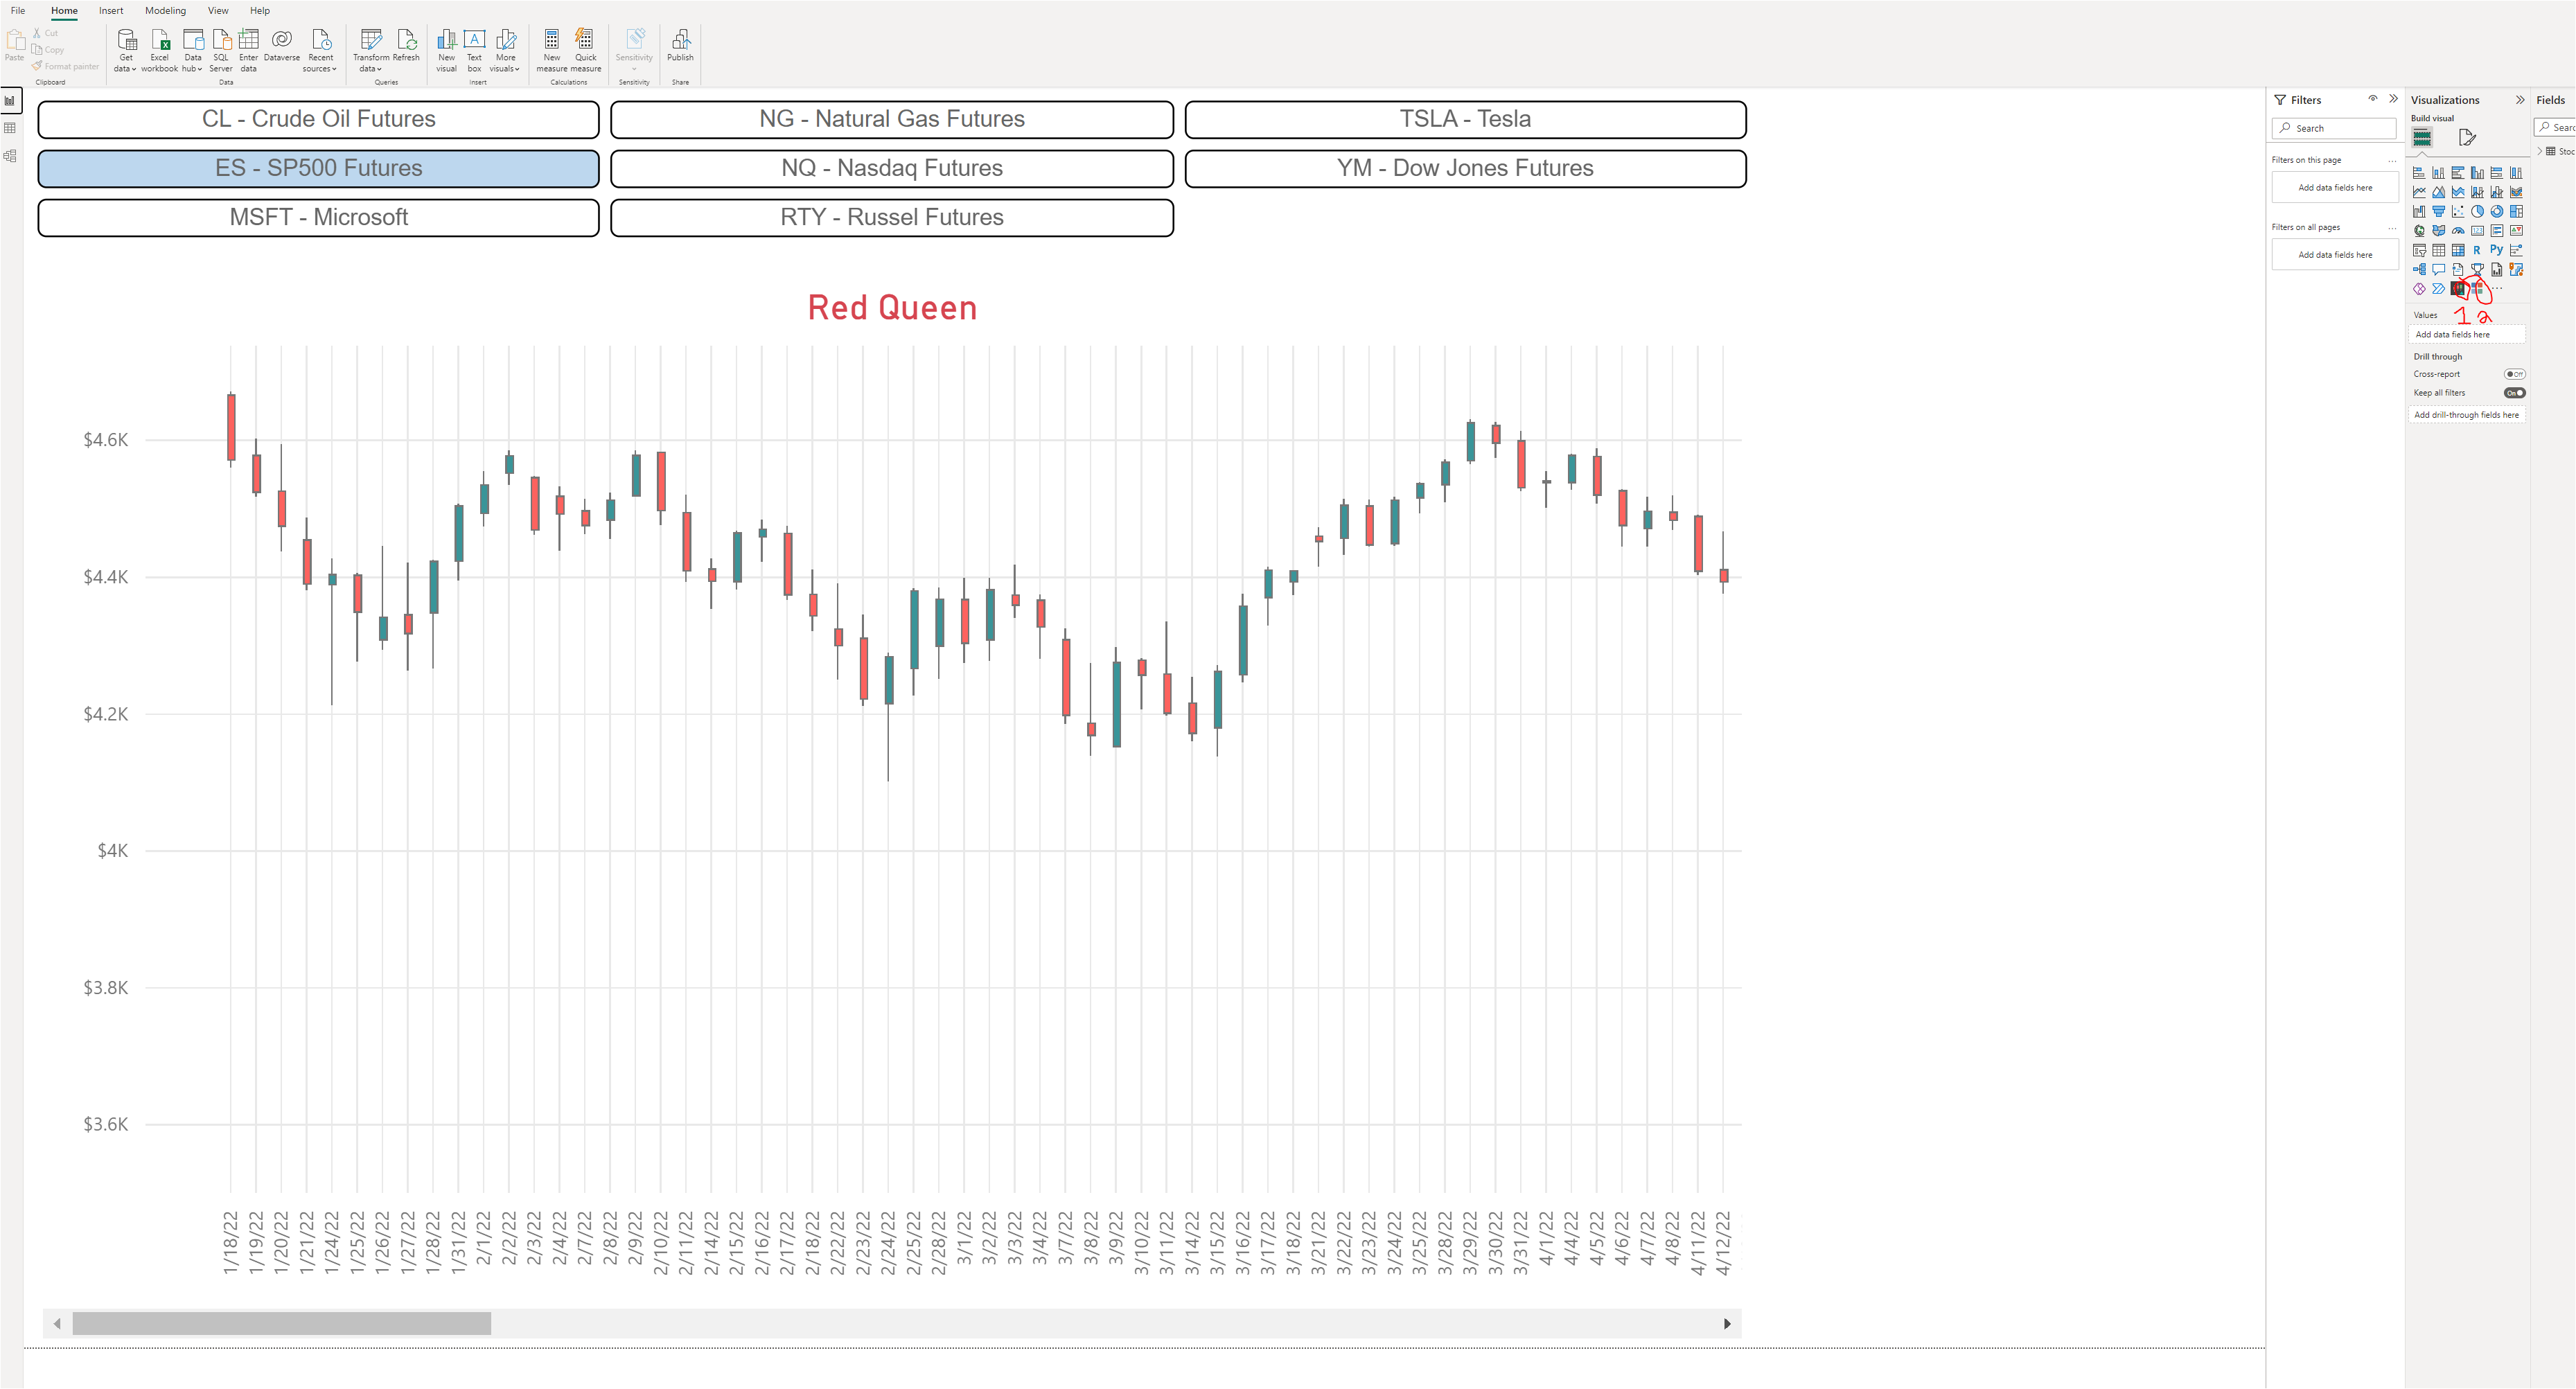 File Home Insert Modeling View Help
Paste
Cut
Copy
Format painter
Clipboard
Get data
Excel workbook
Data hub
SQL Server
Enter data
Dataverse
Recent sources
Data
Transform data
Refresh
Queries
New visual
Text box
More visuals
Insert
New measure
Quick measure
Calculations
Sensitivity
Sensitivity
Publish
Share
CL - Crude Oil Futures
NG - Natural Gas Futures
TSLA - Tesla
ES - SP500 Futures
NQ - Nasdaq Futures
YM - Dow Jones Futures
MSFT - Microsoft
RTY - Russel Futures
Red Queen
$4.6K
$4.4K
$4.2K
$4K
$3.8K
$3.6K
1/18/22
1/19/22
1/20/22
1/21/22
1/24/22
1/25/22
1/26/22
1/27/22
1/28/22
1/31/22
2/1/22
2/2/22
2/3/22
2/4/22
2/7/22
2/8/22
2/9/22
2/10/22
2/11/22
2/14/22
2/15/22
2/16/22
2/17/22
2/18/22
2/22/22
2/23/22
2/24/22
2/25/22
2/28/22
3/1/22
3/2/22
3/3/22
3/4/22
3/7/22
3/8/22
3/9/22
3/10/22
3/11/22
3/14/22
3/15/22
3/16/22
3/17/22
3/18/22
3/21/22
3/22/22
3/23/22
3/24/22
3/25/22
3/28/22
3/29/22
3/30/22
3/31/22
4/1/22
4/4/22
4/5/22
4/6/22
4/7/22
4/8/22
4/11/22
4/12/22
Filters
Search
Filters on this page ...
Add data fields here
Filters on all pages ...
Add data fields here
Visualizations
Build visual
R Py
...
1 2
Values
Add data fields here
Drill through
Cross-report Off
Keep all filters On
Add drill-through fields here
Fields
Sear
Stoc